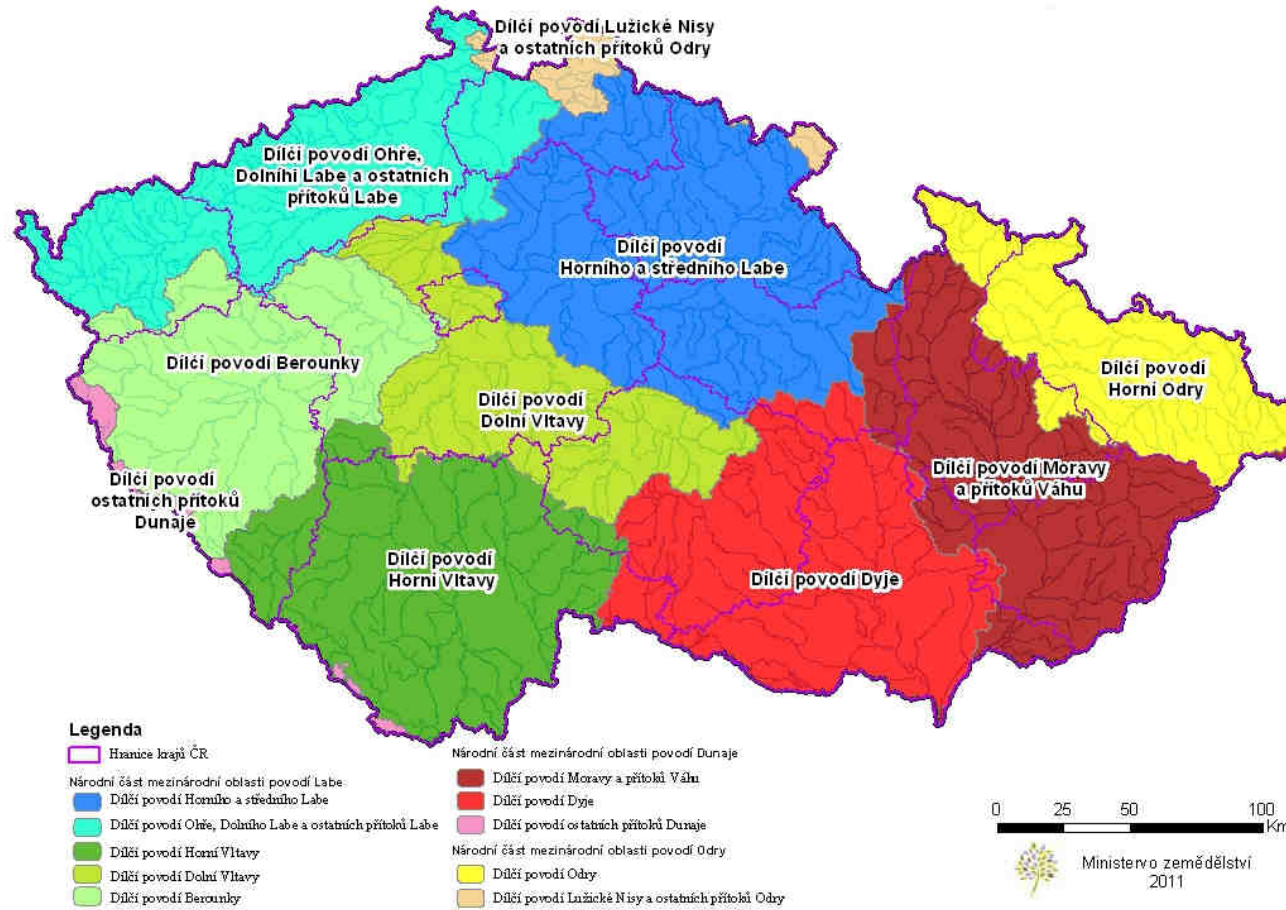 Dílčí povodí Lužické Nisy
a ostatních přítoků Odry
Dílčí povodí Ohře,
Dolníhi Labe a ostatních
přítoků Labe
Dílčí povodí
Horního a středního Labe
Dílčí povodí Berounky
Dílčí povodí
Horní Odry
Dílčí povodí
Dolní Vltavy
Dílčí povodí Moravy
a přítoků Váhu
Dílčí povodí
ostatních přítoků
Dunaje
Dílčí povodí
Horní Vltavy
Dílčí povodí Dyje
Legenda
Hranice krajů ČR
Národní část mezinárodní oblasti povodí Labe
Dílčí povodí Horního a středního Labe
Dílčí povodí Ohře, Dolního Labe a ostatních přítoků Labe
Dílčí povodí Horní Vltavy
Dílčí povodí Dolní Vltavy
Dílčí povodí Berounky
Národní část mezinárodní oblasti povodí Dunaje
Dílčí povodí Moravy a přítoků Váhu
Dílčí povodí Dyje
Dílčí povodí ostatních přítoků Dunaje
Národní část mezinárodní oblasti povodí Odry
Dílčí povodí Odry
Dílčí povodí Lužické Nisy a ostatních přítoků Odry
0 25 50 100
Km
Ministervo zemědělství
2011